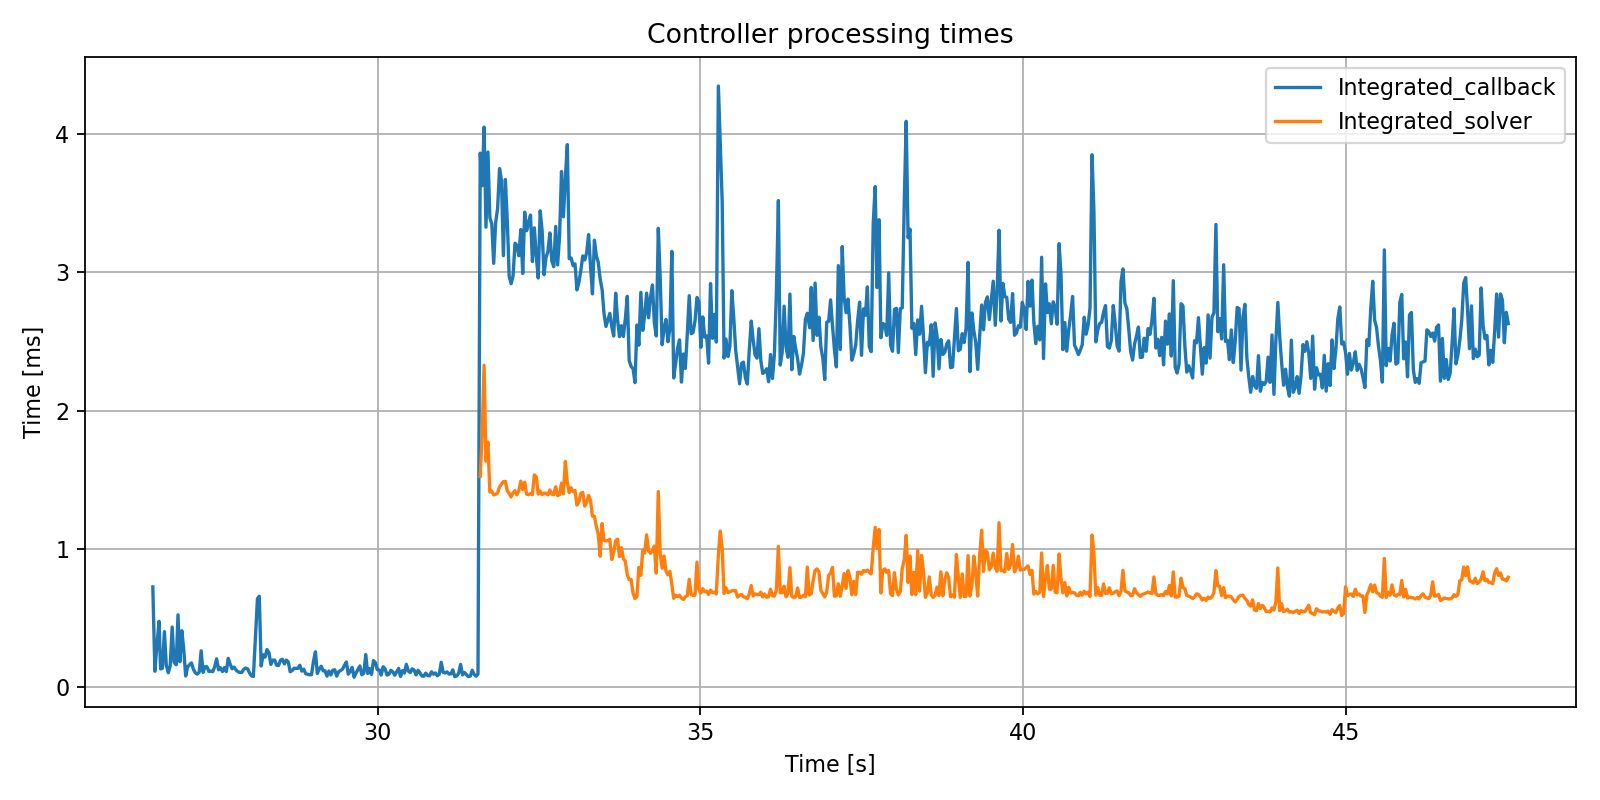 Controller processing times
Integrated_callback
Integrated_solver
Time [ms]
4
3
2
1
0
30
35
40
45
Time [s]